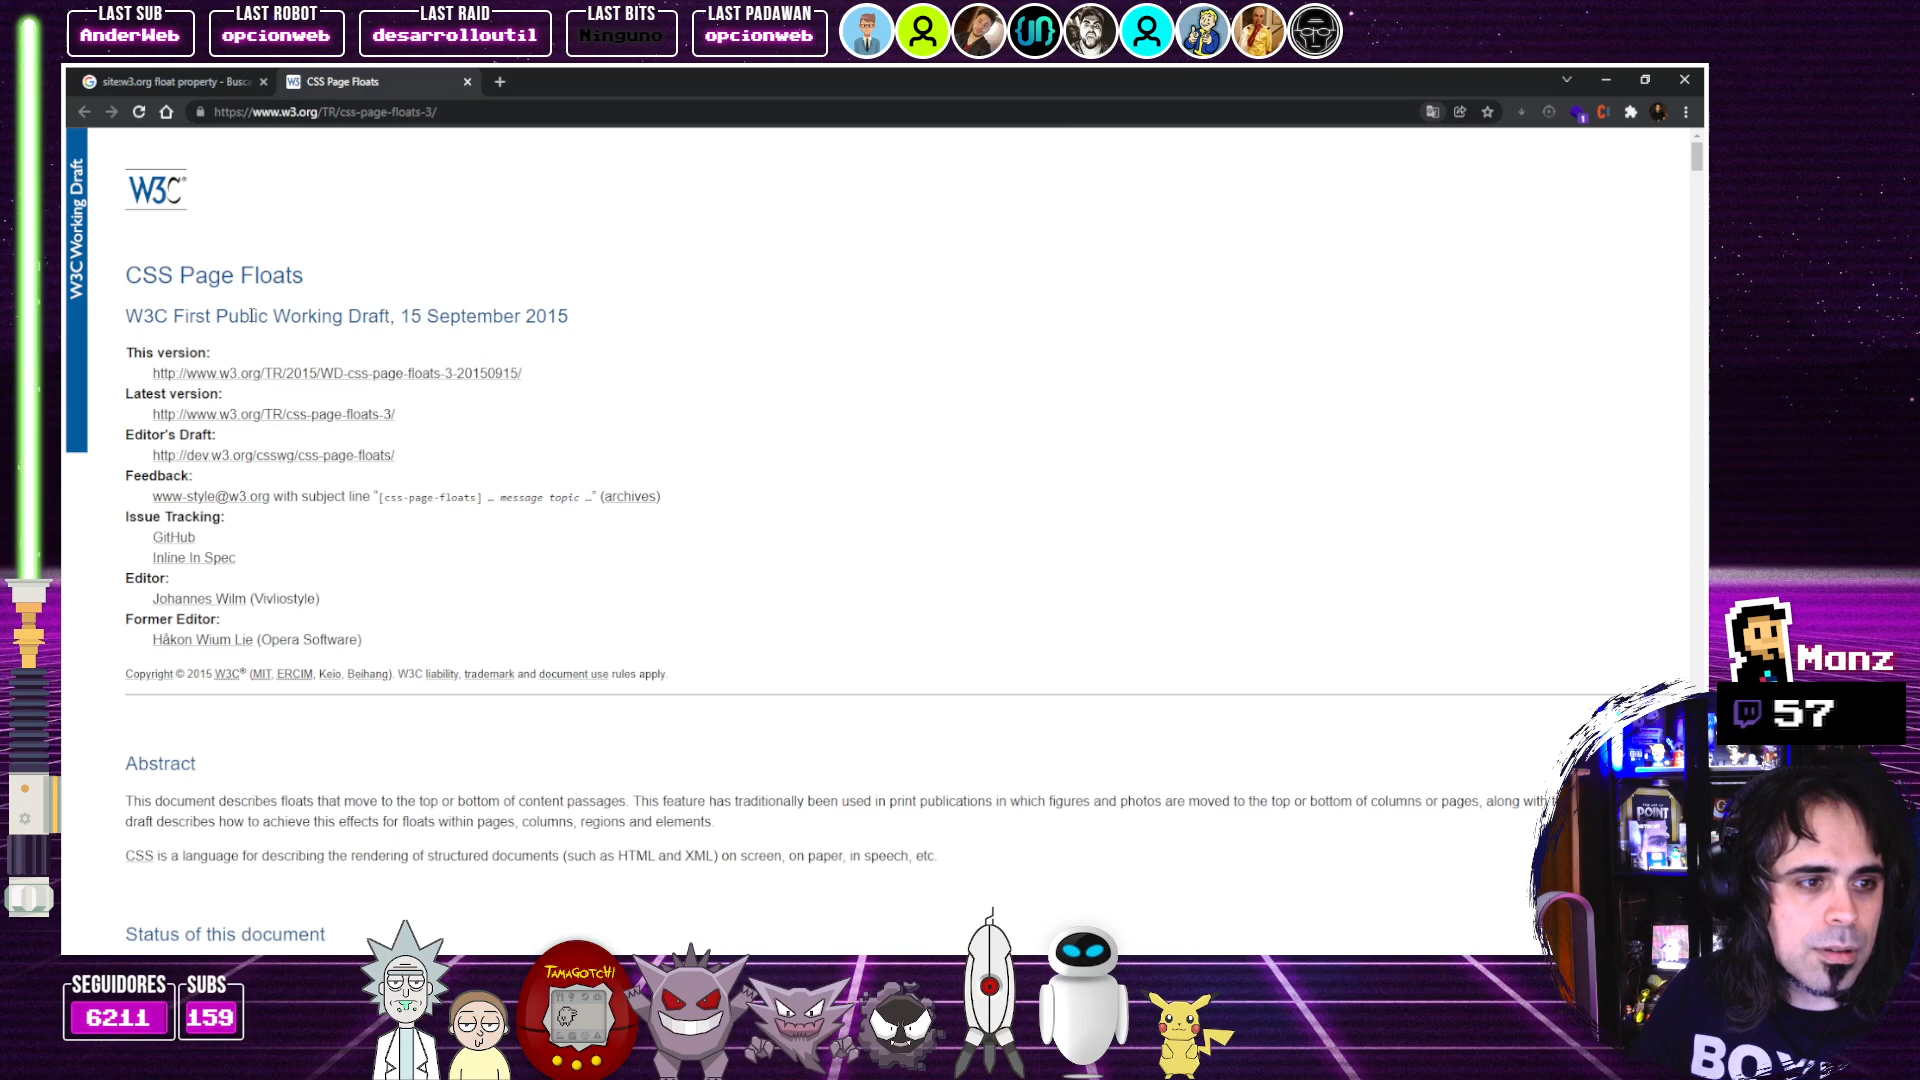 LAST SUB
AnderWeb
LAST ROBOT
opcionweb
LAST RAID
desarrolloutil
LAST BITS
Ninguno
LAST PADAWAN
opcionweb
site:w3.org float property - Busca
W3 CSS Page Floats
https://www.w3.org/TR/css-page-floats-3/
1
W3C Working Draft
W3C®
CSS Page Floats
W3C First Public Working Draft, 15 September 2015
This version:
http://www.w3.org/TR/2015/WD-css-page-floats-3-20150915/
Latest version:
http://www.w3.org/TR/css-page-floats-3/
Editor's Draft:
http://dev.w3.org/csswg/css-page-floats/
Feedback:
www-style@w3.org with subject line “[css-page-floats] … message topic …” (archives)
Issue Tracking:
GitHub
Inline In Spec
Editor:
Johannes Wilm (Vivliostyle)
Former Editor:
Håkon Wium Lie (Opera Software)
Copyright © 2015 W3C® (MIT, ERCIM, Keio, Beihang). W3C liability, trademark and document use rules apply.
Abstract
This document describes floats that move to the top or bottom of content passages. This feature has traditionally been used in print publications in which figures and photos are moved to the top or bottom of columns or pages, along with
draft describes how to achieve this effects for floats within pages, columns, regions and elements.
CSS is a language for describing the rendering of structured documents (such as HTML and XML) on screen, on paper, in speech, etc.
Status of this document
Manz
57
POINT
BO
SEGUIDORES
6211
SUBS
159
TAMAGOTCHI